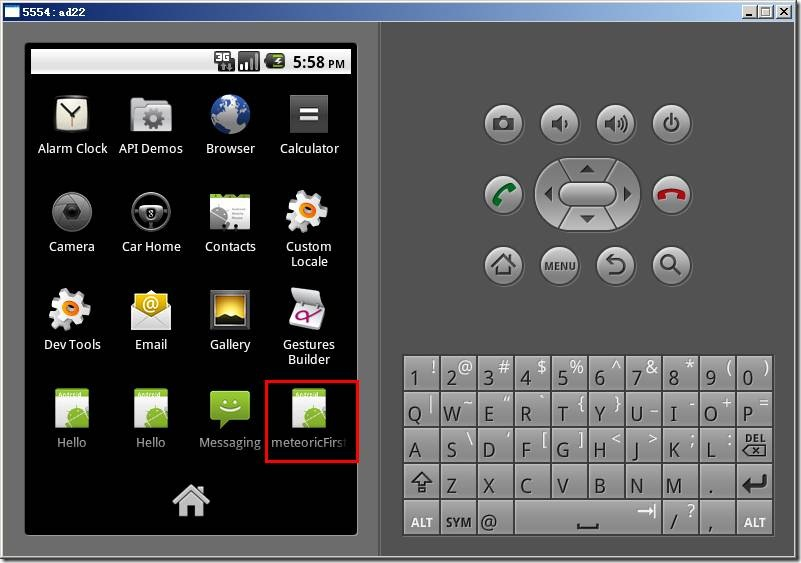 5554:ad22
3G 5:58 PM
Alarm Clock API Demos Browser Calculator
Camera Car Home Contacts Custom Locale
Dev Tools Email Gallery Gestures Builder
Android Android Android
Hello Hello Messaging meteoricFirst
MENU
1 ! 2 @ 3 # 4 $ 5 % 6 ^ 7 & 8 * 9 ( 0 )
Q | W ~ E " R ` T { Y } U _ I - O + P =
A S \ D ' F [ G ] H < J > K ; L : DEL
Z X C V B N M .
ALT SYM @ / ? , ALT